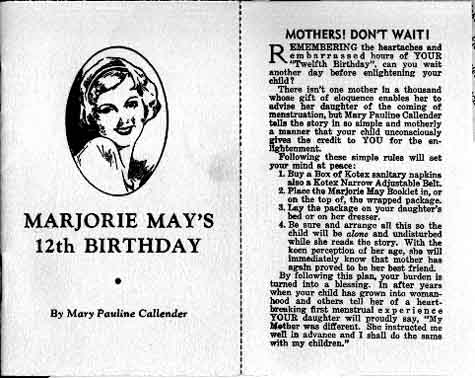 MARJORIE MAY'S
12th BIRTHDAY
By Mary Pauline Callender
MOTHERS! DON'T WAIT!
REMEMBERING the heartaches and
embarrassed hours of YOUR
"Twelfth Birthday", can you wait
another day before enlightening your
child?
There isn't one mother in a thousand
whose gift of eloquence enables her to
advise her daughter of the coming of
menstruation, but Mary Pauline Callender
tells the story in so simple and motherly
a manner that your child unconsciously
gives the credit to YOU for the en-
lightenment.
Following these simple rules will set
your mind at peace:
1. Buy a Box of Kotex sanitary napkins
also a Kotex Narrow Adjustable Belt.
2. Place the Marjorie May Booklet in, or
on the top of, the wrapped package.
3. Lay the package on your daughter's
bed or on her dresser.
4. Be sure and arrange all this so the
child will be alone and undisturbed
while she reads the story. With the
keen perception of her age, she will
immediately know that mother has
again proved to be her best friend.
By following this plan, your burden is
turned into a blessing. In after years
when your child has grown into woman-
hood and others tell her of a heart-
breaking first menstrual experience
YOUR daughter will proudly say, "My
Mother was different. She instructed me
well in advance and I shall do the same
with my children."